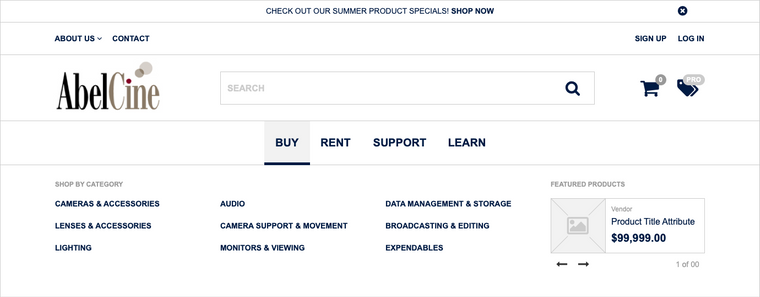 CHECK OUT OUR SUMMER PRODUCT SPECIALS! SHOP NOW
ABOUT US CONTACT SIGN UP LOG IN
AbelCine SEARCH 0 PRO
BUY RENT SUPPORT LEARN
SHOP BY CATEGORY
CAMERAS & ACCESSORIES
LENSES & ACCESSORIES
LIGHTING
AUDIO
CAMERA SUPPORT & MOVEMENT
MONITORS & VIEWING
DATA MANAGEMENT & STORAGE
BROADCASTING & EDITING
EXPENDABLES
FEATURED PRODUCTS
Vendor
Product Title Attribute
$99,999.00
1 of 00